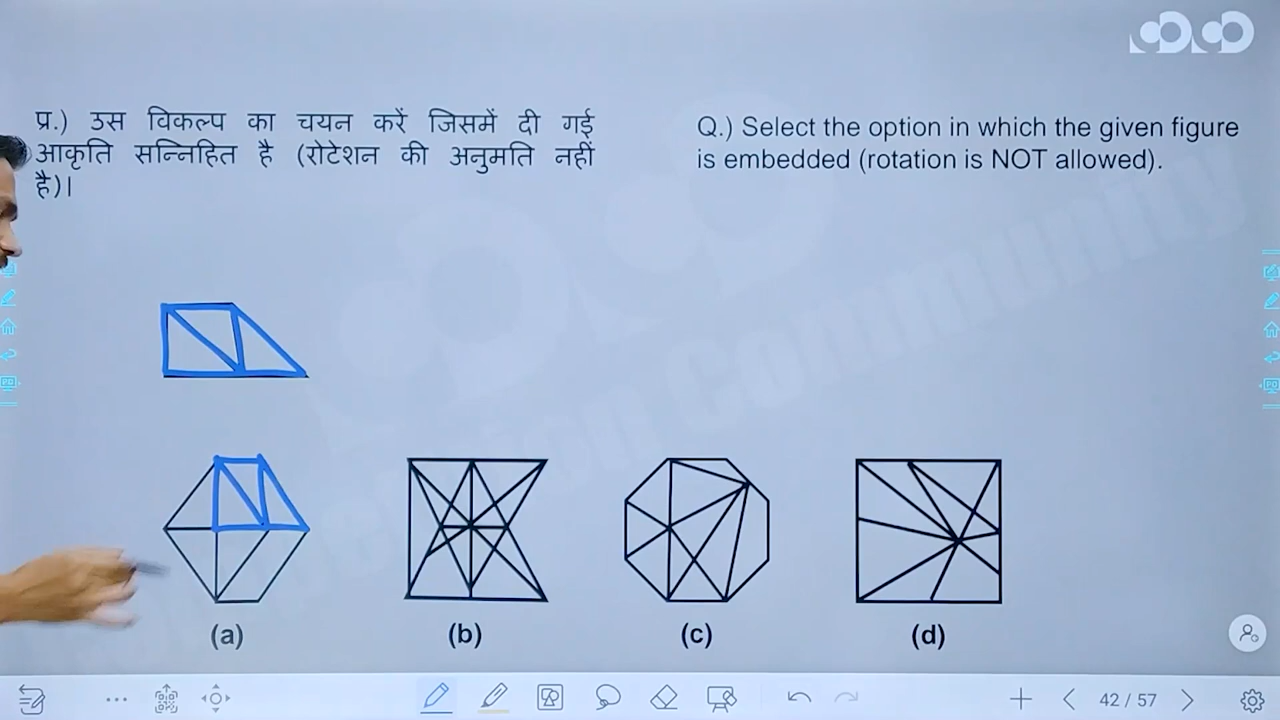 प्र.) उस विकल्प का चयन करें जिसमें दी गई
आकृति सन्निहित है (रोटेशन की अनुमति नहीं
है)।
Q.) Select the option in which the given figure
is embedded (rotation is NOT allowed).
(a)
(b)
(c)
(d)
42 / 57